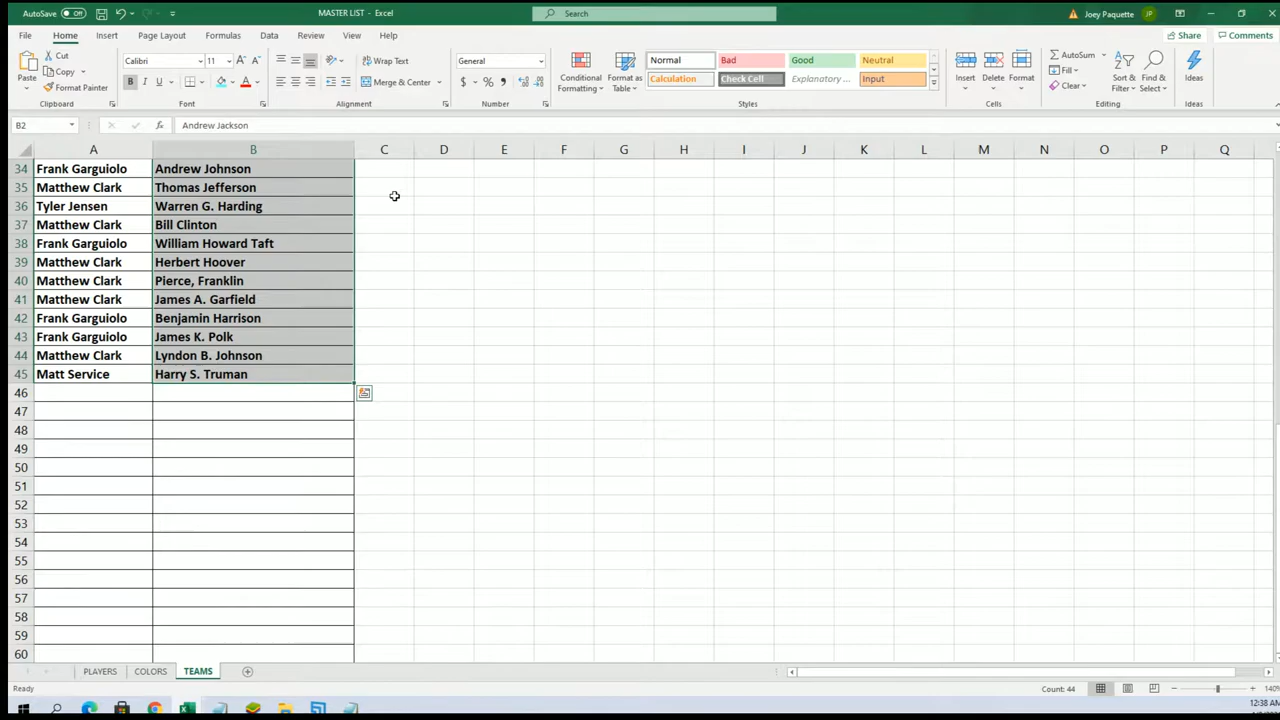 AutoSave Off MASTER LIST - Excel Search Joey Paquette JP
File Home Insert Page Layout Formulas Data Review View Help Share Comments
Paste Cut Copy Format Painter Clipboard
Calibri 11 B I U Font
Wrap Text Merge & Center Alignment
General $ % Number
Conditional Formatting Format as Table Normal Bad Good Neutral
Calculation Check Cell Explanatory ... Input Styles
Insert Delete Format Cells
AutoSum Fill Clear Sort & Filter Find & Select Editing
Ideas Ideas
B2 fx Andrew Jackson
A B C D E F G H I J K L M N O P Q
34 Frank Garguiolo Andrew Johnson
35 Matthew Clark Thomas Jefferson
36 Tyler Jensen Warren G. Harding
37 Matthew Clark Bill Clinton
38 Frank Garguiolo William Howard Taft
39 Matthew Clark Herbert Hoover
40 Matthew Clark Pierce, Franklin
41 Matthew Clark James A. Garfield
42 Frank Garguiolo Benjamin Harrison
43 Frank Garguiolo James K. Polk
44 Matthew Clark Lyndon B. Johnson
45 Matt Service Harry S. Truman
46
47
48
49
50
51
52
53
54
55
56
57
58
59
60
PLAYERS COLORS TEAMS
Ready Count: 44 140%
12:38 AM